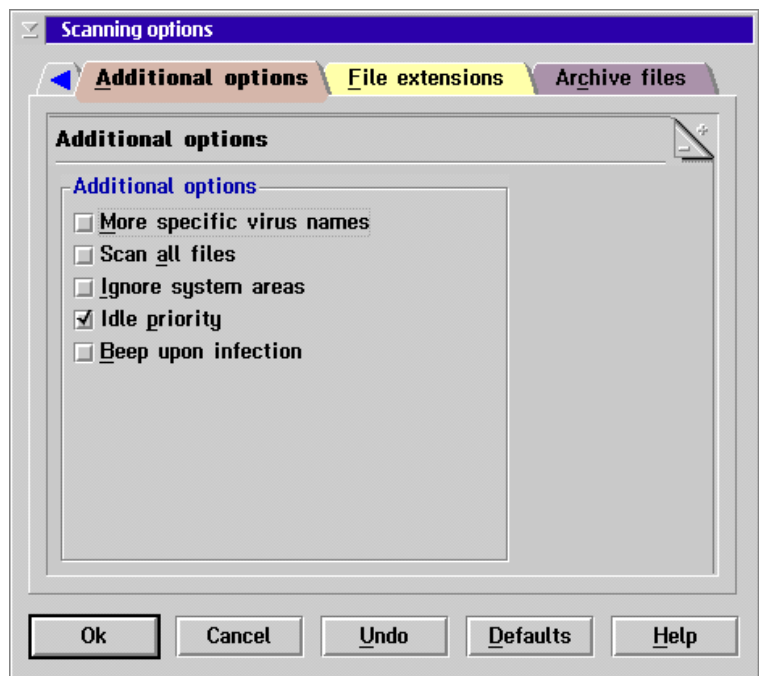 Scanning options
Additional options File extensions Archive files
Additional options
Additional options
More specific virus names
Scan all files
Ignore system areas
Idle priority
Beep upon infection
Ok Cancel Undo Defaults Help